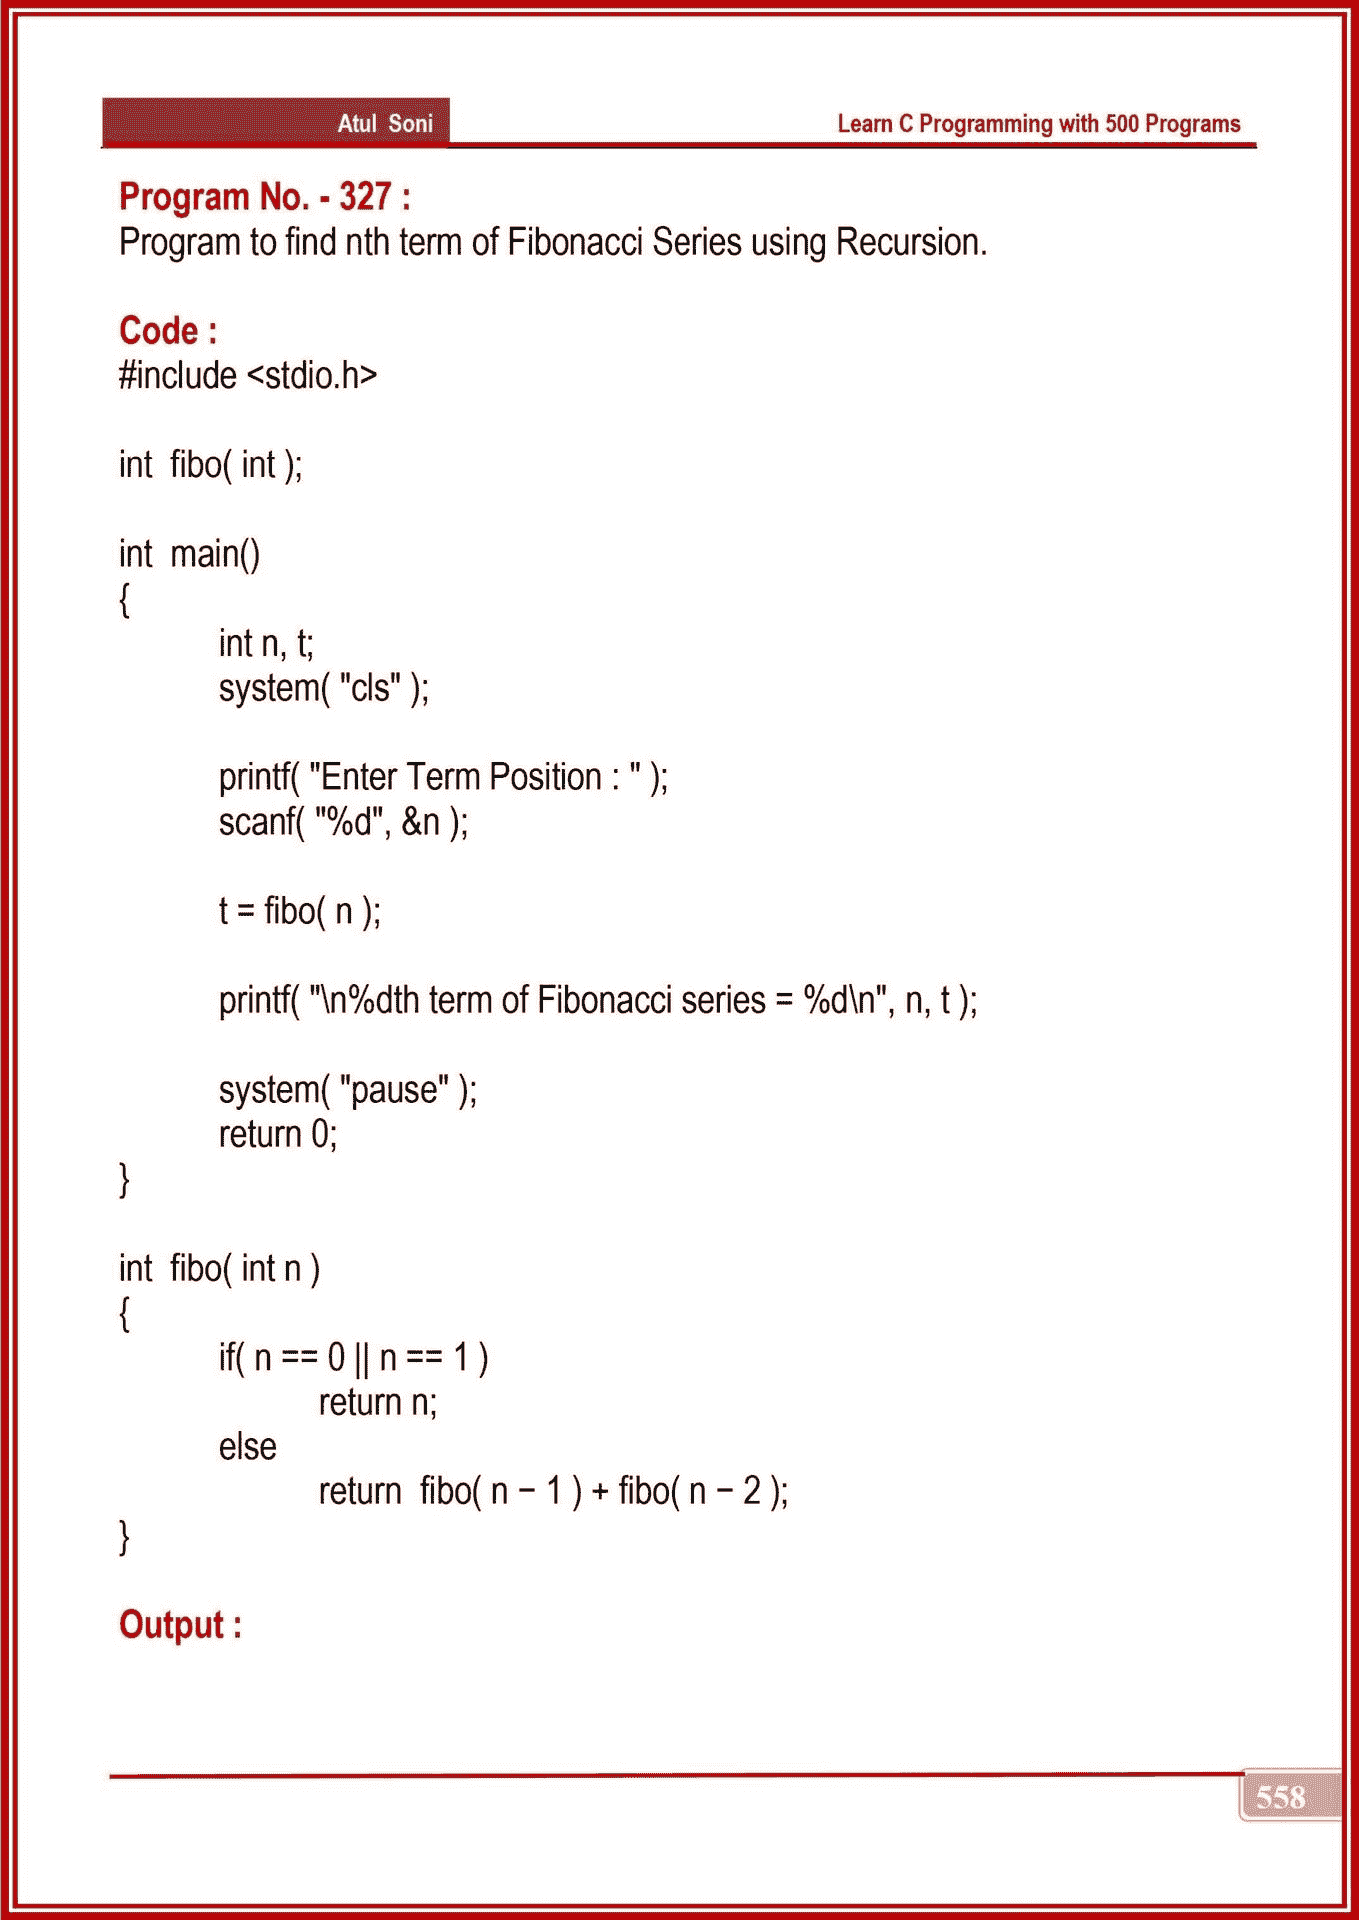 Atul Soni
Learn C Programming with 500 Programs
Program No. - 327 :
Program to find nth term of Fibonacci Series using Recursion.
Code :
#include <stdio.h>
int fibo( int );
int main()
{
int n, t;
system( "cls" );
printf( "Enter Term Position : " );
scanf( "%d", &n );
t = fibo( n );
printf( "\n%dth term of Fibonacci series = %d\n", n, t );
system( "pause" );
return 0;
}
int fibo( int n )
{
if( n == 0 || n == 1 )
return n;
else
return fibo( n − 1 ) + fibo( n − 2 );
}
Output :
558